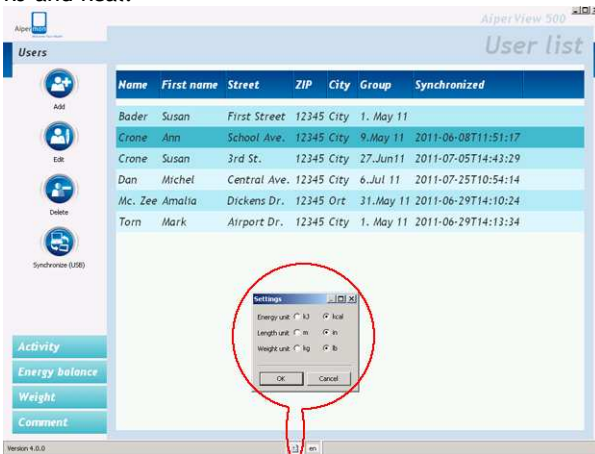 AiperView 500
Aipermon
User list
Users
Name First name Street ZIP City Group Synchronized
Add
Bader Susan First Street 12345 City 1. May 11
Crone Ann School Ave. 12345 City 9.May 11 2011-06-08T11:51:17
Edit
Crone Susan 3rd St. 12345 City 27.Jun11 2011-07-05T14:43:29
Dan Michel Central Ave. 12345 City 6.Jul 11 2011-07-25T10:54:14
Mc. Zee Amalia Dickens Dr. 12345 Ort 31.May 11 2011-06-29T14:10:24
Delete
Torn Mark Airport Dr. 12345 City 1. May 11 2011-06-29T14:13:34
Synchronize (USB)
Settings
Energy unit kJ kcal
Length unit m in
Weight unit kg lb
OK Cancel
Activity
Energy balance
Weight
Comment
Version 4.0.0 en